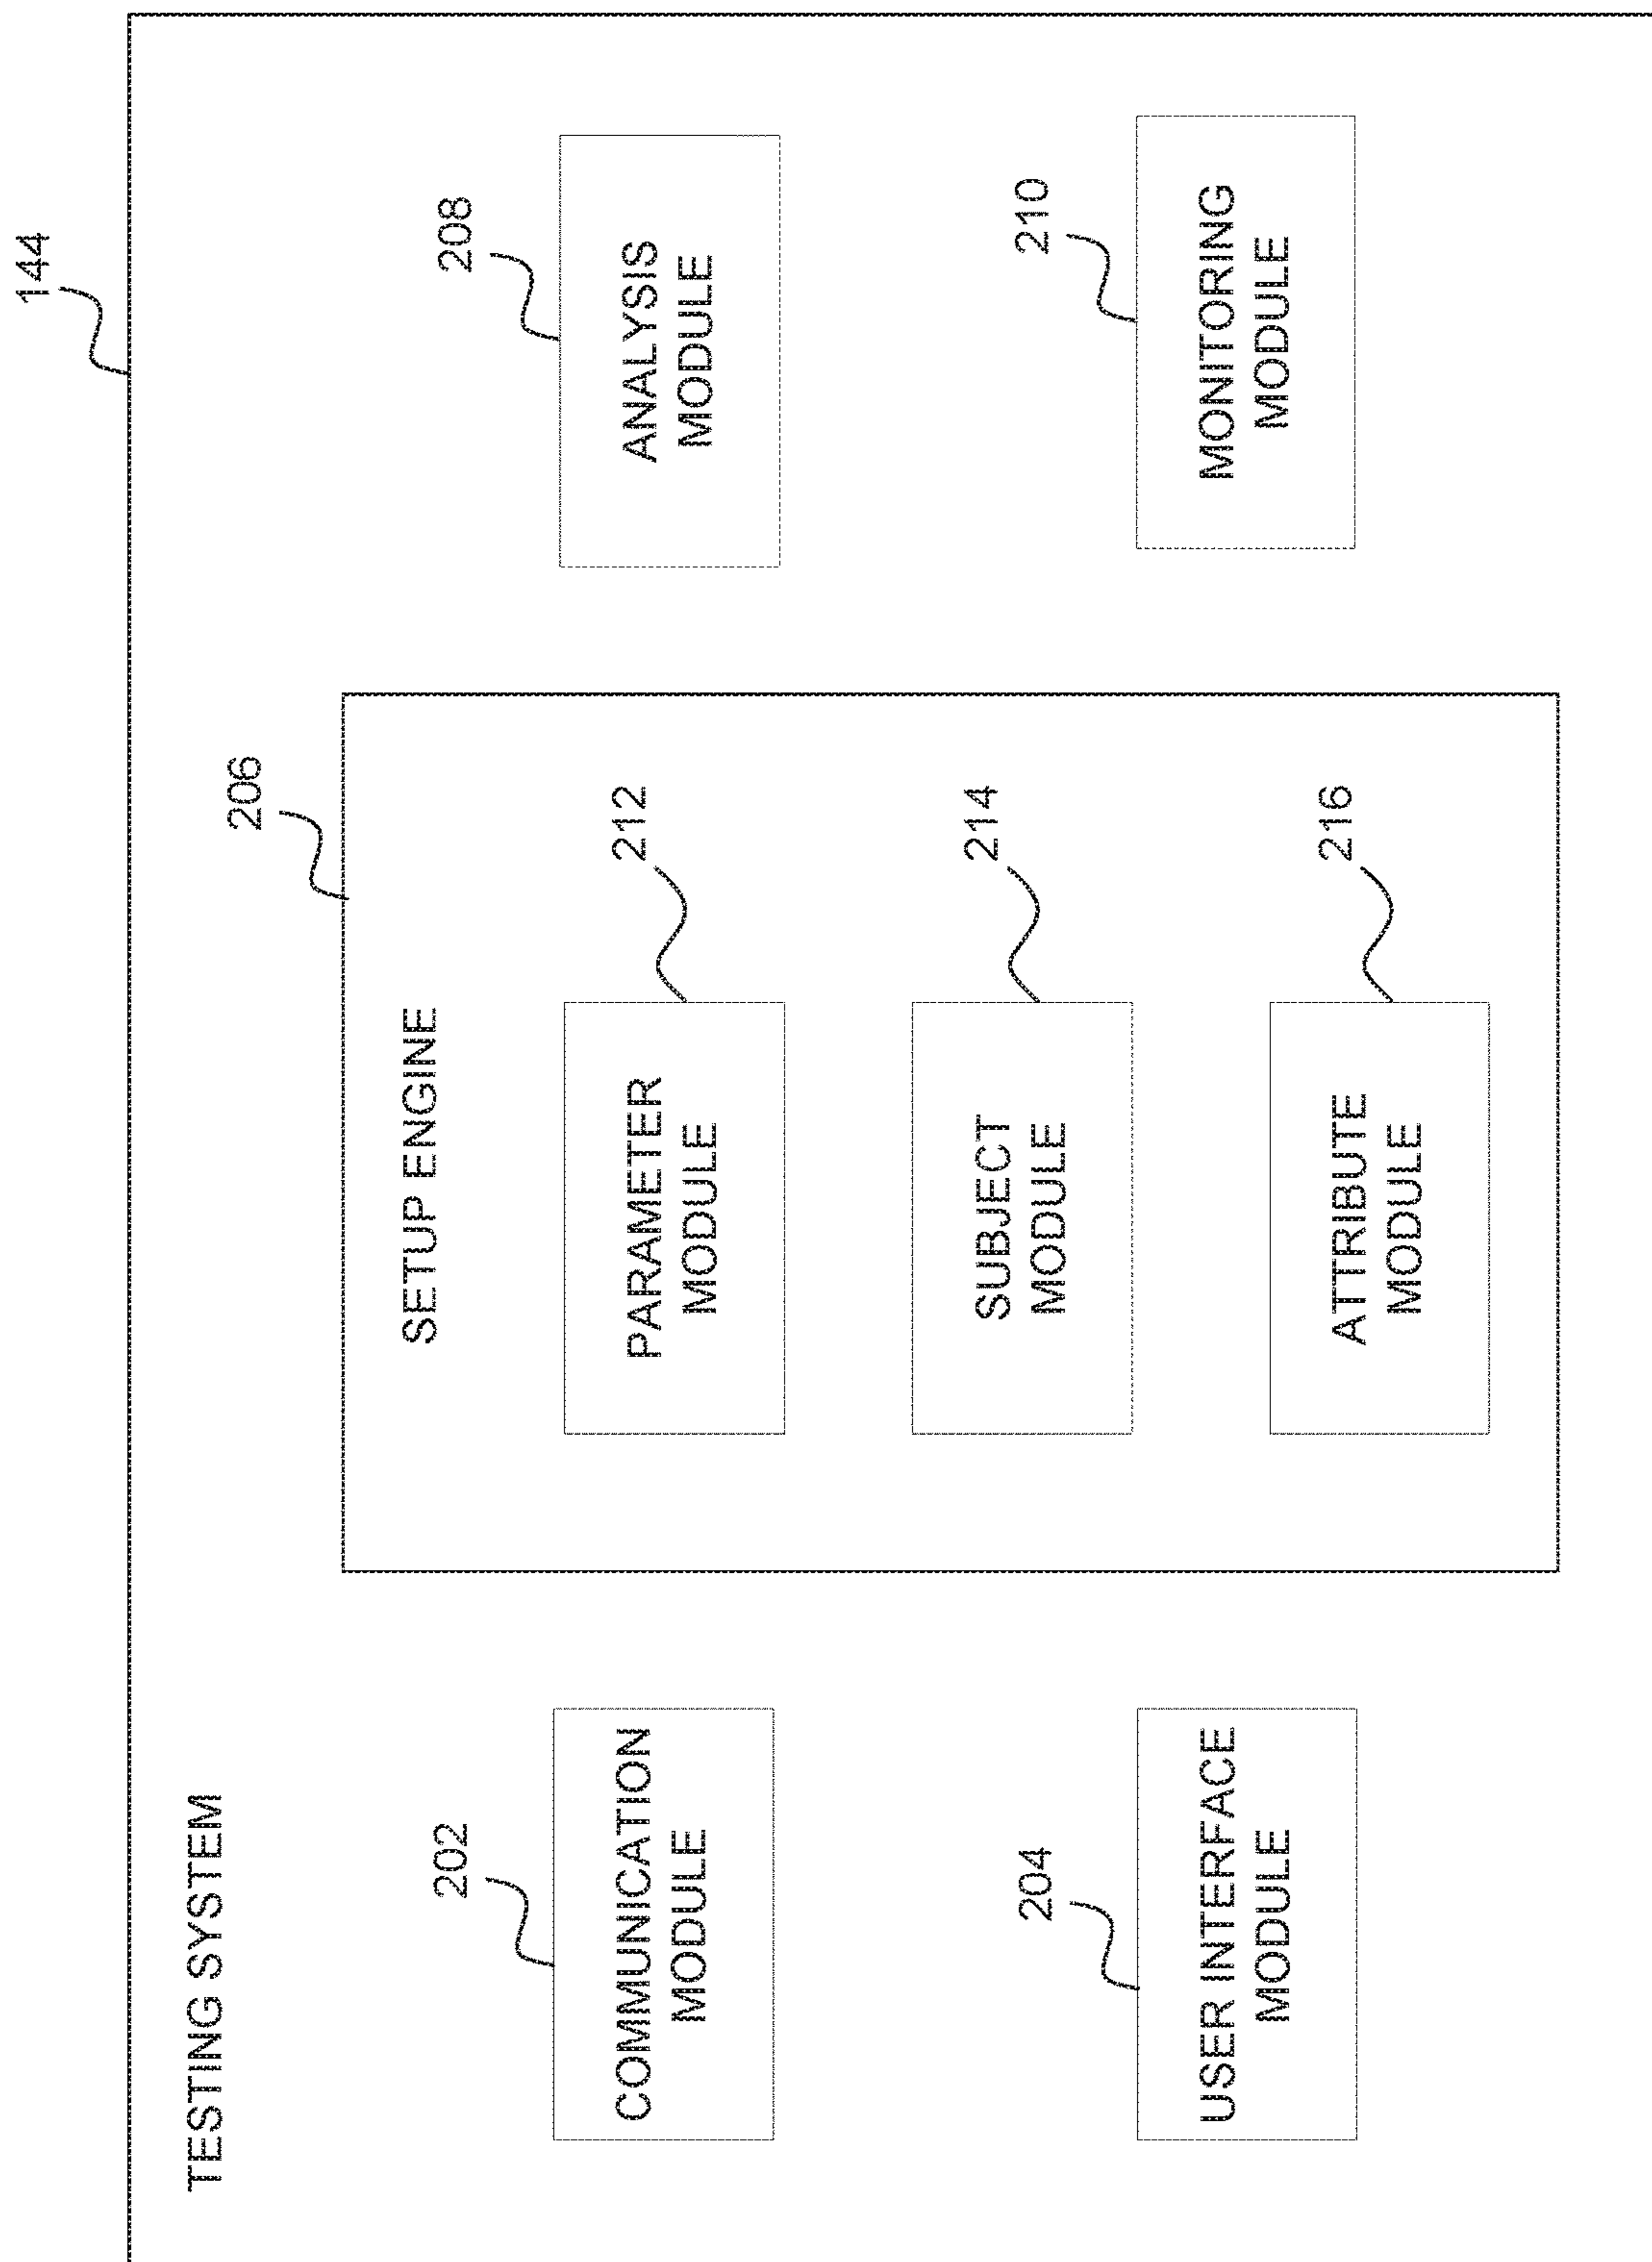 144
TESTING SYSTEM
202
COMMUNICATION
MODULE
204
USER INTERFACE
MODULE
206
SETUP ENGINE
212
PARAMETER
MODULE
214
SUBJECT
MODULE
216
ATTRIBUTE
MODULE
208
ANALYSIS
MODULE
210
MONITORING
MODULE